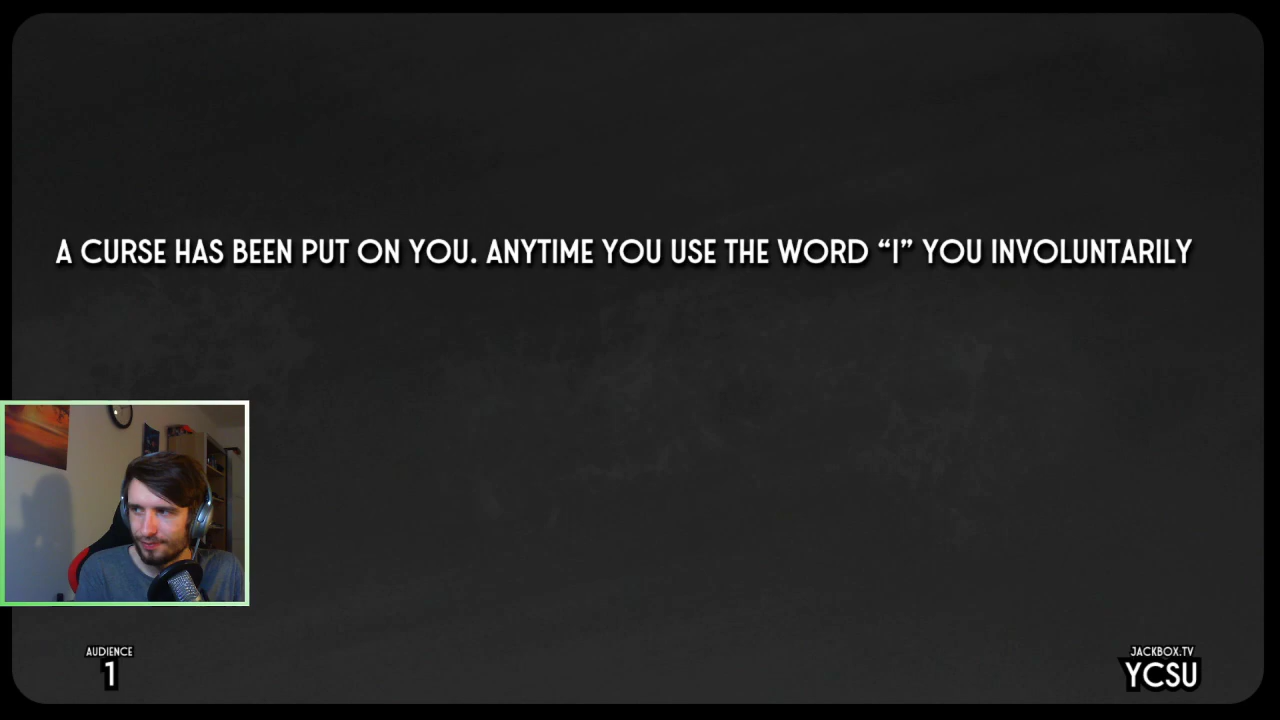 A CURSE HAS BEEN PUT ON YOU. ANYTIME YOU USE THE WORD “I” YOU INVOLUNTARILY
AUDIENCE
1
JACKBOX.TV
YCSU